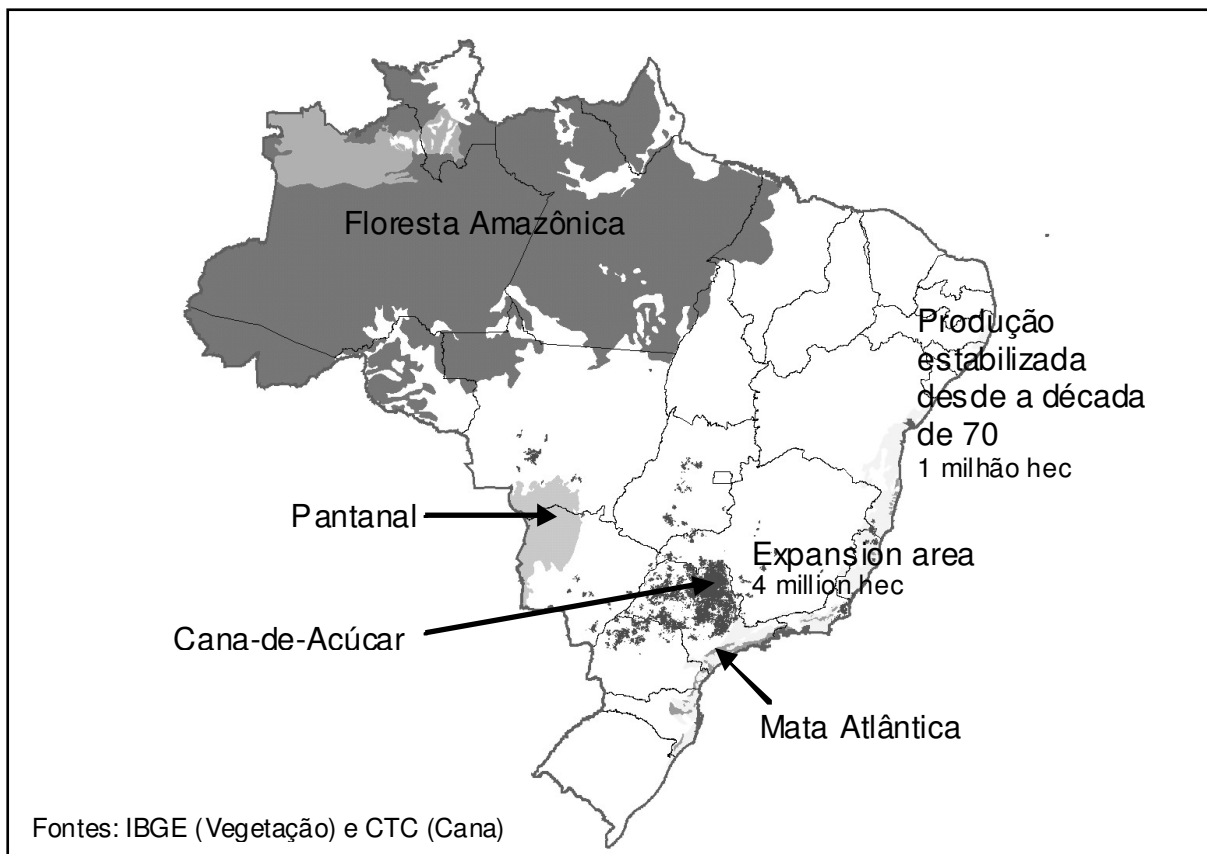 Floresta Amazônica
Produção
estabilizada
desde a década
de 70
1 milhão hec
Pantanal
Expansion area
4 million hec
Cana-de-Acúcar
Mata Atlântica
Fontes: IBGE (Vegetação) e CTC (Cana)